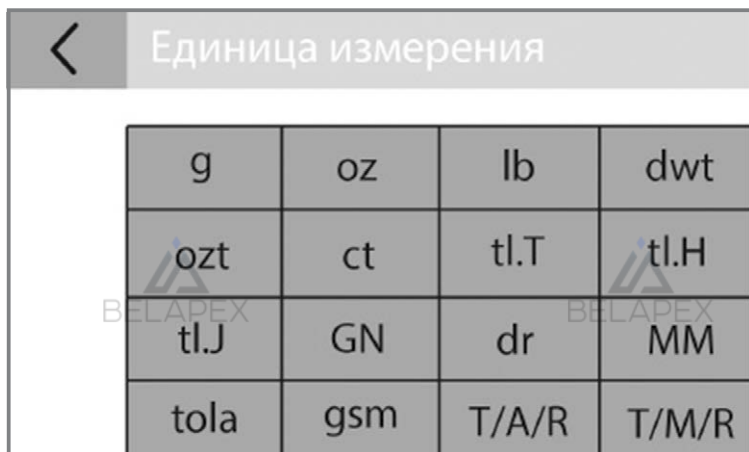 Единица измерения
g oz lb dwt
ozt ct tl.T tl.H
BELAPEX BELAPEX
tl.J GN dr MM
tola gsm T/A/R T/M/R